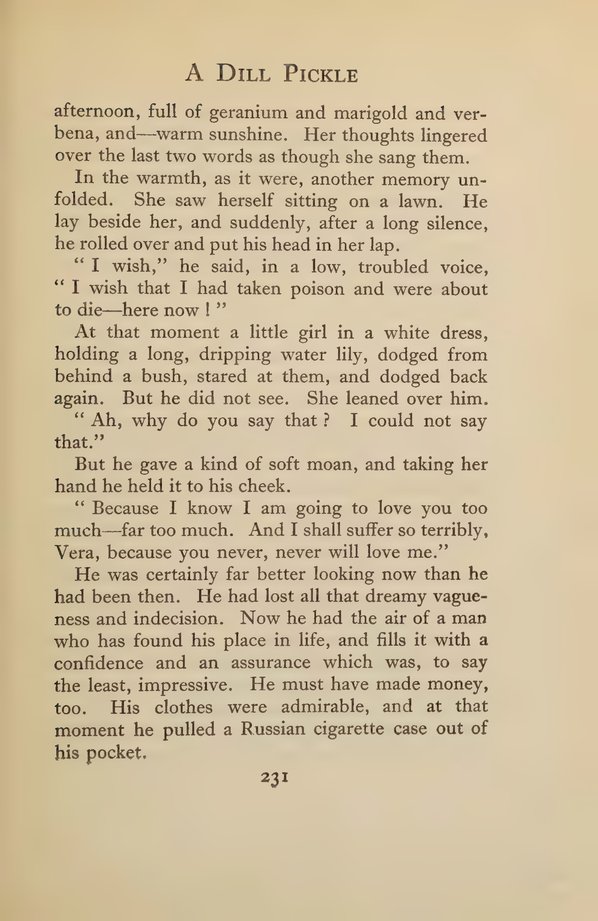 A Dill Pickle
afternoon, full of geranium and marigold and ver-
bena, and—warm sunshine. Her thoughts lingered
over the last two words as though she sang them.
In the warmth, as it were, another memory un-
folded. She saw herself sitting on a lawn. He
lay beside her, and suddenly, after a long silence,
he rolled over and put his head in her lap.
“ I wish,” he said, in a low, troubled voice,
“ I wish that I had taken poison and were about
to die—here now ! ”
At that moment a little girl in a white dress,
holding a long, dripping water lily, dodged from
behind a bush, stared at them, and dodged back
again. But he did not see. She leaned over him.
“ Ah, why do you say that ? I could not say
that.”
But he gave a kind of soft moan, and taking her
hand he held it to his cheek.
“ Because I know I am going to love you too
much—far too much. And I shall suffer so terribly,
Vera, because you never, never will love me.”
He was certainly far better looking now than he
had been then. He had lost all that dreamy vague-
ness and indecision. Now he had the air of a man
who has found his place in life, and fills it with a
confidence and an assurance which was, to say
the least, impressive. He must have made money,
too. His clothes were admirable, and at that
moment he pulled a Russian cigarette case out of
his pocket.
231